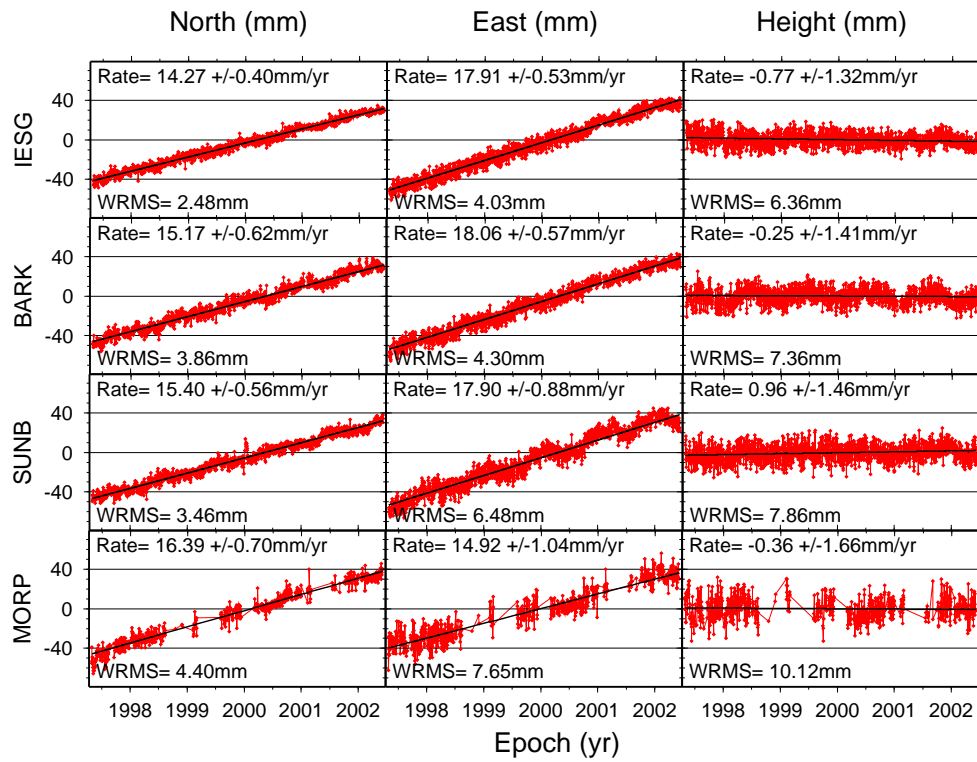 North (mm) East (mm) Height (mm)
Rate= 14.27 +/-0.40mm/yr Rate= 17.91 +/-0.53mm/yr Rate= -0.77 +/-1.32mm/yr
40
IESG 0
-40
WRMS= 2.48mm WRMS= 4.03mm WRMS= 6.36mm
Rate= 15.17 +/-0.62mm/yr Rate= 18.06 +/-0.57mm/yr Rate= -0.25 +/-1.41mm/yr
40
BARK 0
-40
WRMS= 3.86mm WRMS= 4.30mm WRMS= 7.36mm
Rate= 15.40 +/-0.56mm/yr Rate= 17.90 +/-0.88mm/yr Rate= 0.96 +/-1.46mm/yr
40
SUNB 0
-40
WRMS= 3.46mm WRMS= 6.48mm WRMS= 7.86mm
Rate= 16.39 +/-0.70mm/yr Rate= 14.92 +/-1.04mm/yr Rate= -0.36 +/-1.66mm/yr
40
MORP 0
-40
WRMS= 4.40mm WRMS= 7.65mm WRMS= 10.12mm
1998 1999 2000 2001 2002 1998 1999 2000 2001 2002 1998 1999 2000 2001 2002
Epoch (yr)